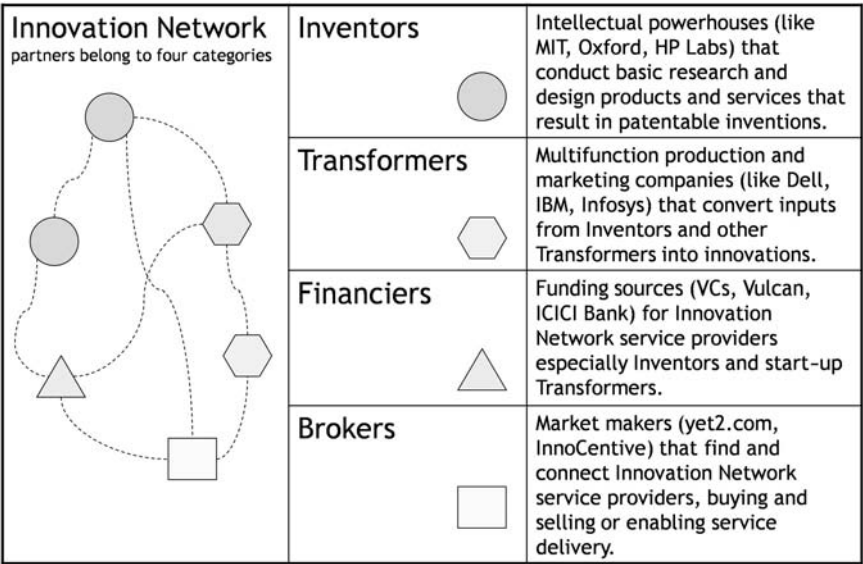 Innovation Network
partners belong to four categories
Inventors
Intellectual powerhouses (like
MIT, Oxford, HP Labs) that
conduct basic research and
design products and services that
result in patentable inventions.
Transformers
Multifunction production and
marketing companies (like Dell,
IBM, Infosys) that convert inputs
from Inventors and other
Transformers into innovations.
Financiers
Funding sources (VCs, Vulcan,
ICICI Bank) for Innovation
Network service providers
especially Inventors and start-up
Transformers.
Brokers
Market makers (yet2.com,
InnoCentive) that find and
connect Innovation Network
service providers, buying and
selling or enabling service
delivery.